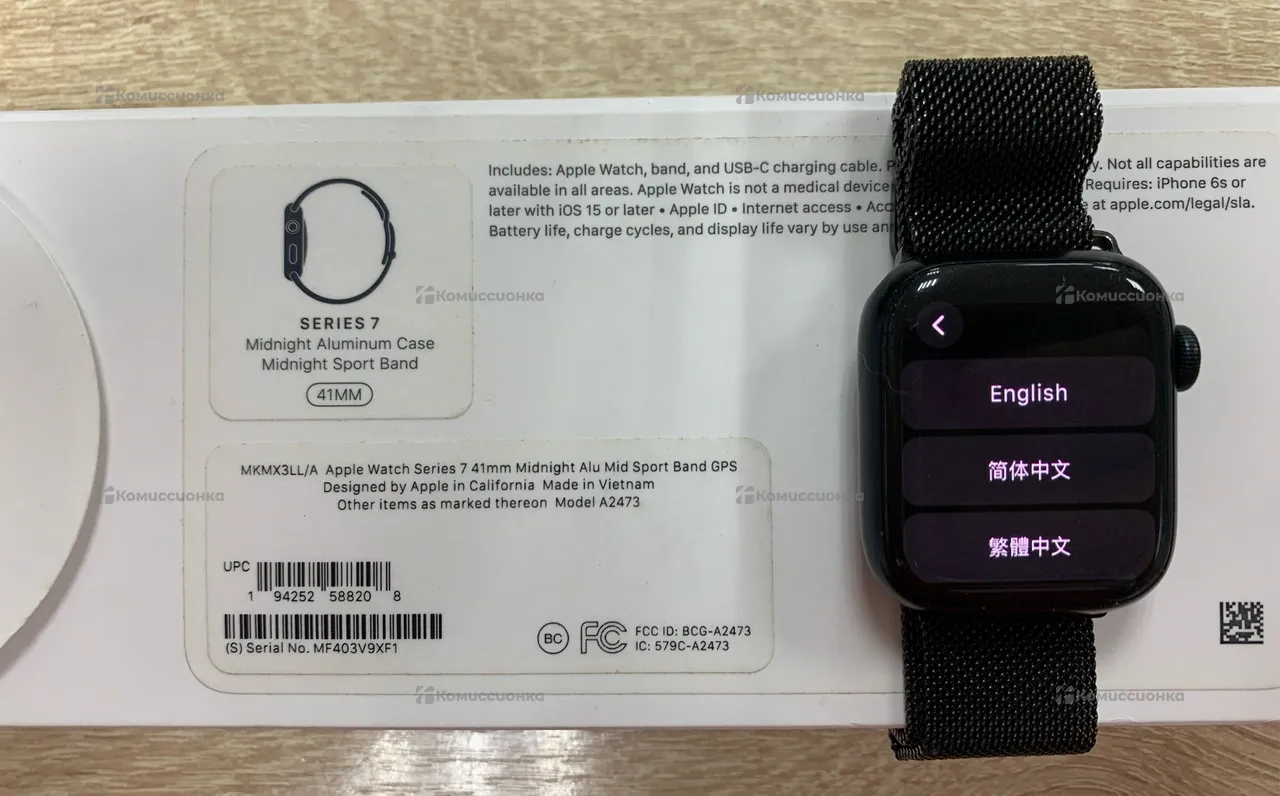 Комиссионка
Комиссионка
Includes: Apple Watch, band, and USB-C charging cable. y. Not all capabilities are
available in all areas. Apple Watch is not a medical device Requires: iPhone 6s or
later with iOS 15 or later • Apple ID • Internet access • at apple.com/legal/sla.
Battery life, charge cycles, and display life vary by use
Комиссионка
Комиссионка
SERIES 7
Midnight Aluminum Case
Midnight Sport Band
41MM
English
简体中文
繁體中文
MKMX3LL/A Apple Watch Series 7 41mm Midnight Alu Mid Sport Band GPS
Designed by Apple in California Made in Vietnam
Other items as marked thereon Model A2473
Комиссионка
Комиссионка
UPC
1 94252 58820 8
(S) Serial No. MF403V9XF1
BC
FC
FCC ID: BCG-A2473
IC: 579C-A2473
Комиссионка
Комиссионка